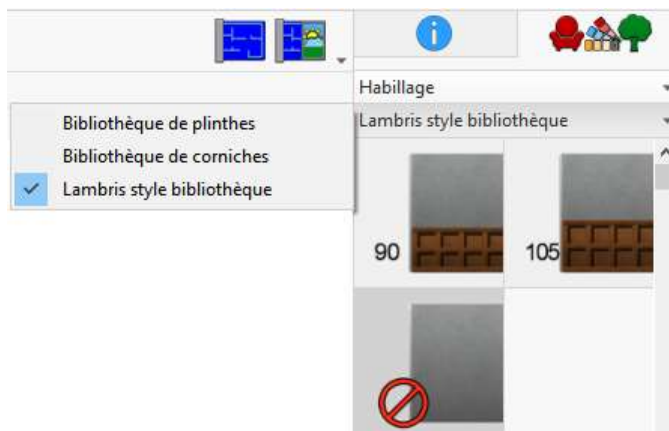 Habillage
Lambris style bibliothèque
Bibliothèque de plinthes
Bibliothèque de corniches
Lambris style bibliothèque
90
105